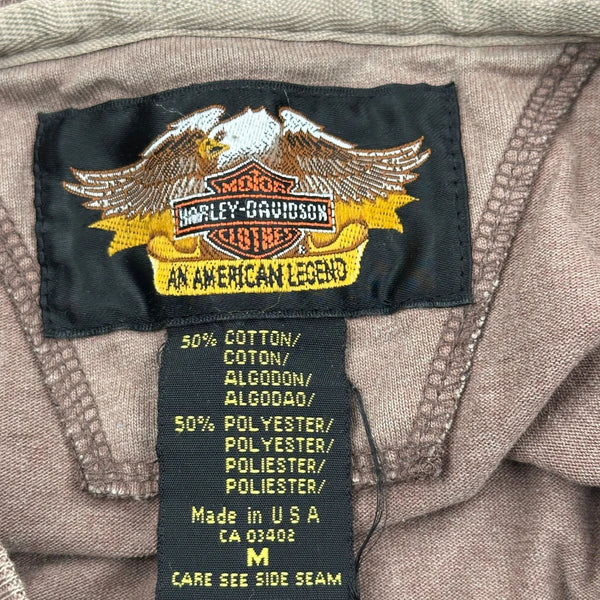 MOTOR
HARLEY-DAVIDSON
CLOTHES
®
AN AMERICAN LEGEND
50% COTTON/
COTON/
ALGODON/
ALGODAO/
50% POLYESTER/
POLYESTER/
POLIESTER/
POLIESTER/
Made in U S A
CA 03402
M
CARE SEE SIDE SEAM